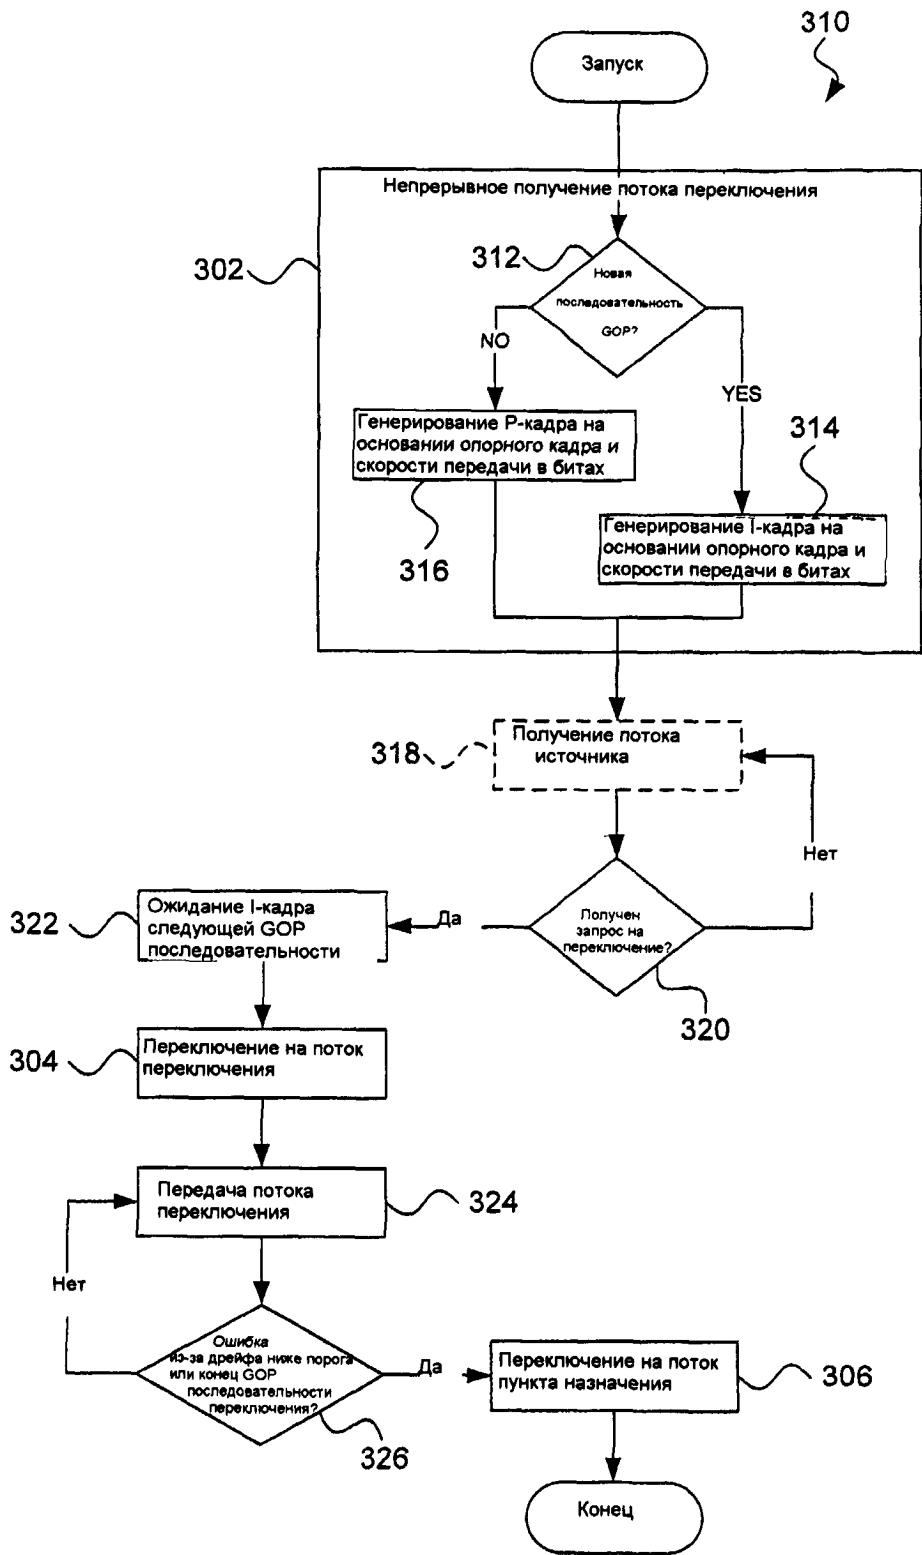 310
Запуск
Непрерывное получение потока переключения
302
312
Новая
последовательность
GOP?
NO
YES
314
Генерирование P-кадра на
основании опорного кадра и
скорости передачи в битах
316
Генерирование I-кадра на
основании опорного кадра и
скорости передачи в битах
318
Получение потока
источника
Нет
322
Ожидание I-кадра
следующей GOP
последовательности
Да
Получен
запрос на
переключение?
320
304
Переключение на поток
переключения
Передача потока
переключения
324
Нет
Ошибка
из-за дрейфа ниже порога
или конец GOP
последовательности
переключения?
326
Да
Переключение на поток
пункта назначения
306
Конец